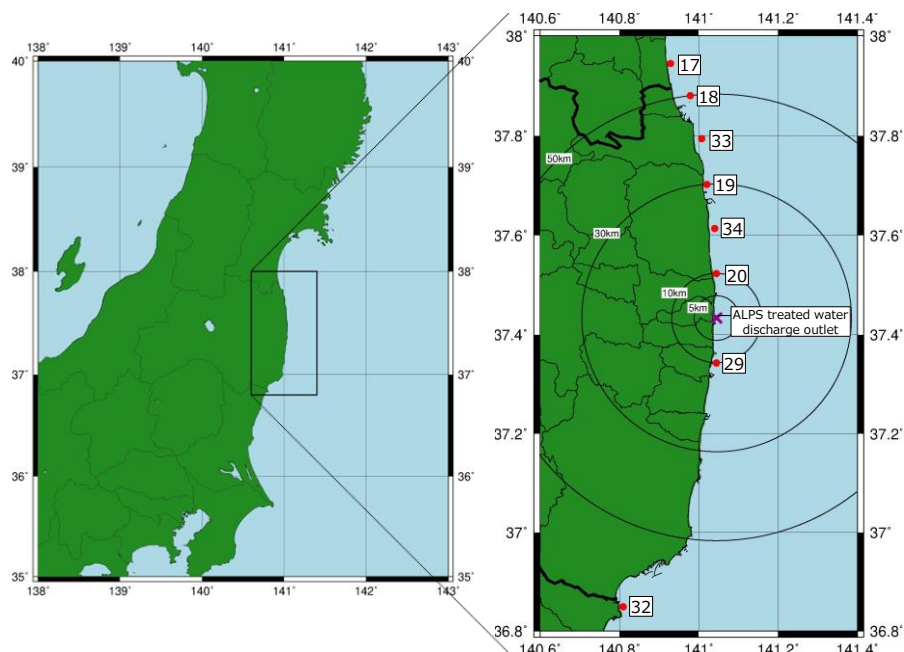 138˚ 139˚ 140˚ 141˚ 142˚ 143˚
40˚ 40˚
39˚ 39˚
38˚ 38˚
37˚ 37˚
36˚ 36˚
35˚ 35˚
138˚ 139˚ 140˚ 141˚ 142˚ 143˚
140.6˚ 140.8˚ 141˚ 141.2˚ 141.4˚
38˚ 38˚
17
18
37.8˚ 37.8˚
33
50km
19
34
37.6˚ 37.6˚
30km
20
10km
5km
ALPS treated water
discharge outlet
37.4˚ 37.4˚
29
37.2˚ 37.2˚
37˚ 37˚
32
36.8˚ 36.8˚
140.6˚ 140.8˚ 141˚ 141.2˚ 141.4˚